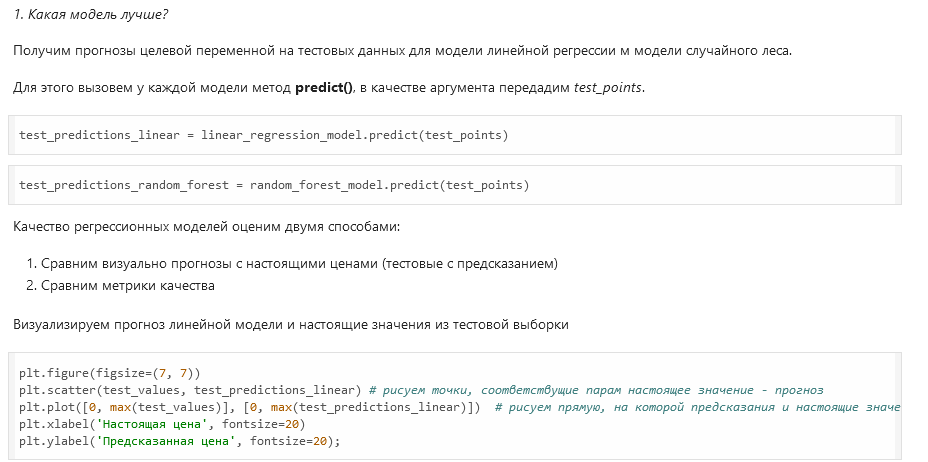 1. Какая модель лучше?
Получим прогнозы целевой переменной на тестовых данных для модели линейной регрессии м модели случайного леса.
Для этого вызовем у каждой модели метод predict(), в качестве аргумента передадим test_points.
test_predictions_linear = linear_regression_model.predict(test_points)
test_predictions_random_forest = random_forest_model.predict(test_points)
Качество регрессионных моделей оценим двумя способами:
1. Сравним визуально прогнозы с настоящими ценами (тестовые с предсказанием)
2. Сравним метрики качества
Визуализируем прогноз линейной модели и настоящие значения из тестовой выборки
plt.figure(figsize=(7, 7))
plt.scatter(test_values, test_predictions_linear) # рисуем точки, соответствущие парам настоящее значение - прогноз
plt.plot([0, max(test_values)], [0, max(test_predictions_linear)])  # рисуем прямую, на которой предсказания и настоящие значе
plt.xlabel('Настоящая цена', fontsize=20)
plt.ylabel('Предсказанная цена', fontsize=20);